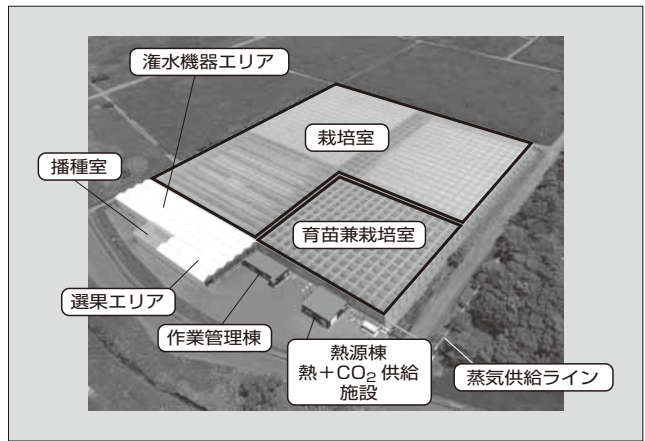 潅水機器エリア
栽培室
播種室
育苗兼栽培室
選果エリア
作業管理棟
熱源棟
熱＋CO₂供給
施設
蒸気供給ライン